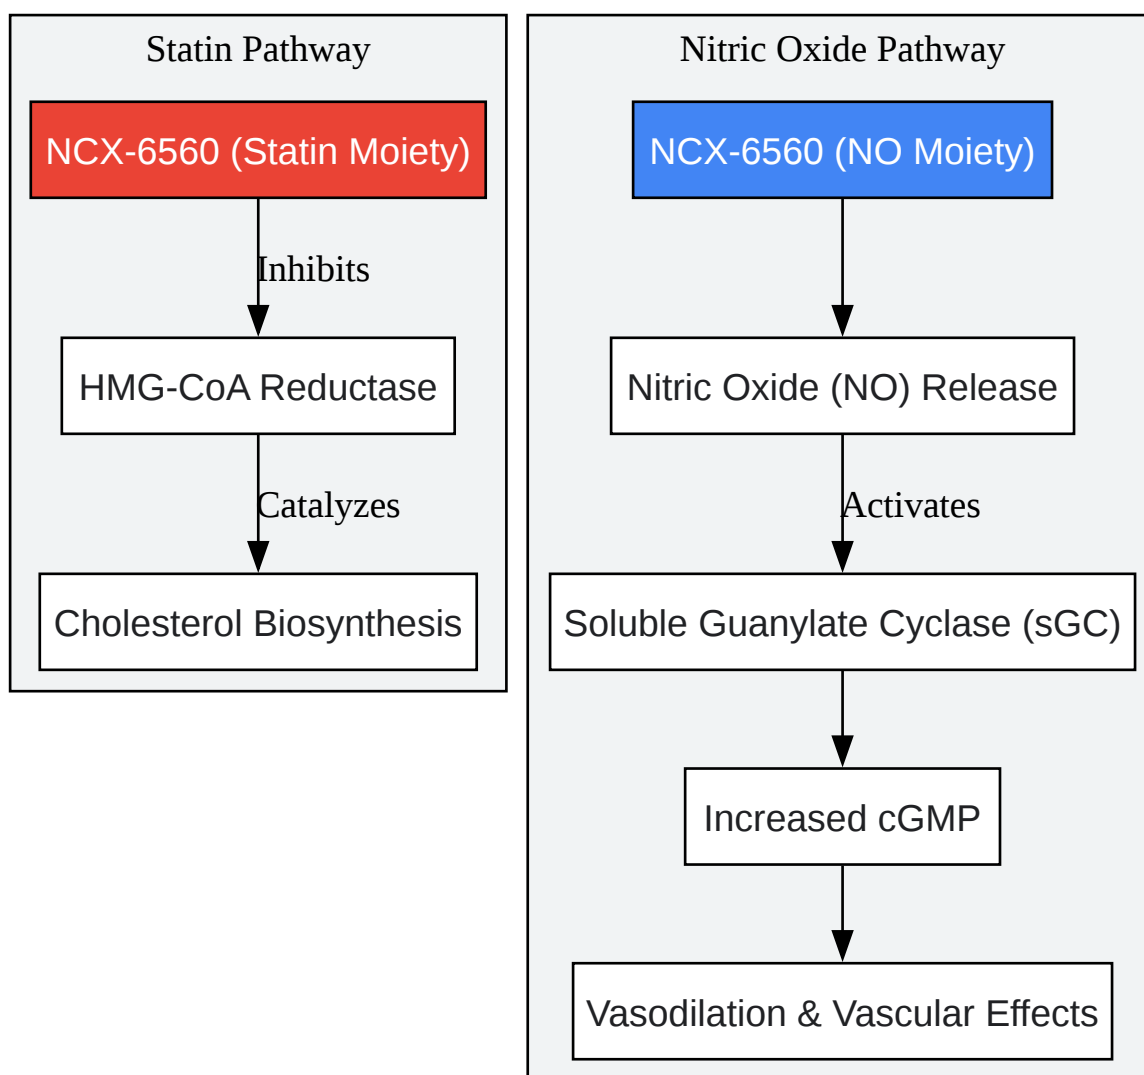 Statin Pathway
NCX-6560 (Statin Moiety)
Inhibits
HMG-CoA Reductase
Catalyzes
Cholesterol Biosynthesis
Nitric Oxide Pathway
NCX-6560 (NO Moiety)
Nitric Oxide (NO) Release
Activates
Soluble Guanylate Cyclase (sGC)
Increased cGMP
Vasodilation & Vascular Effects